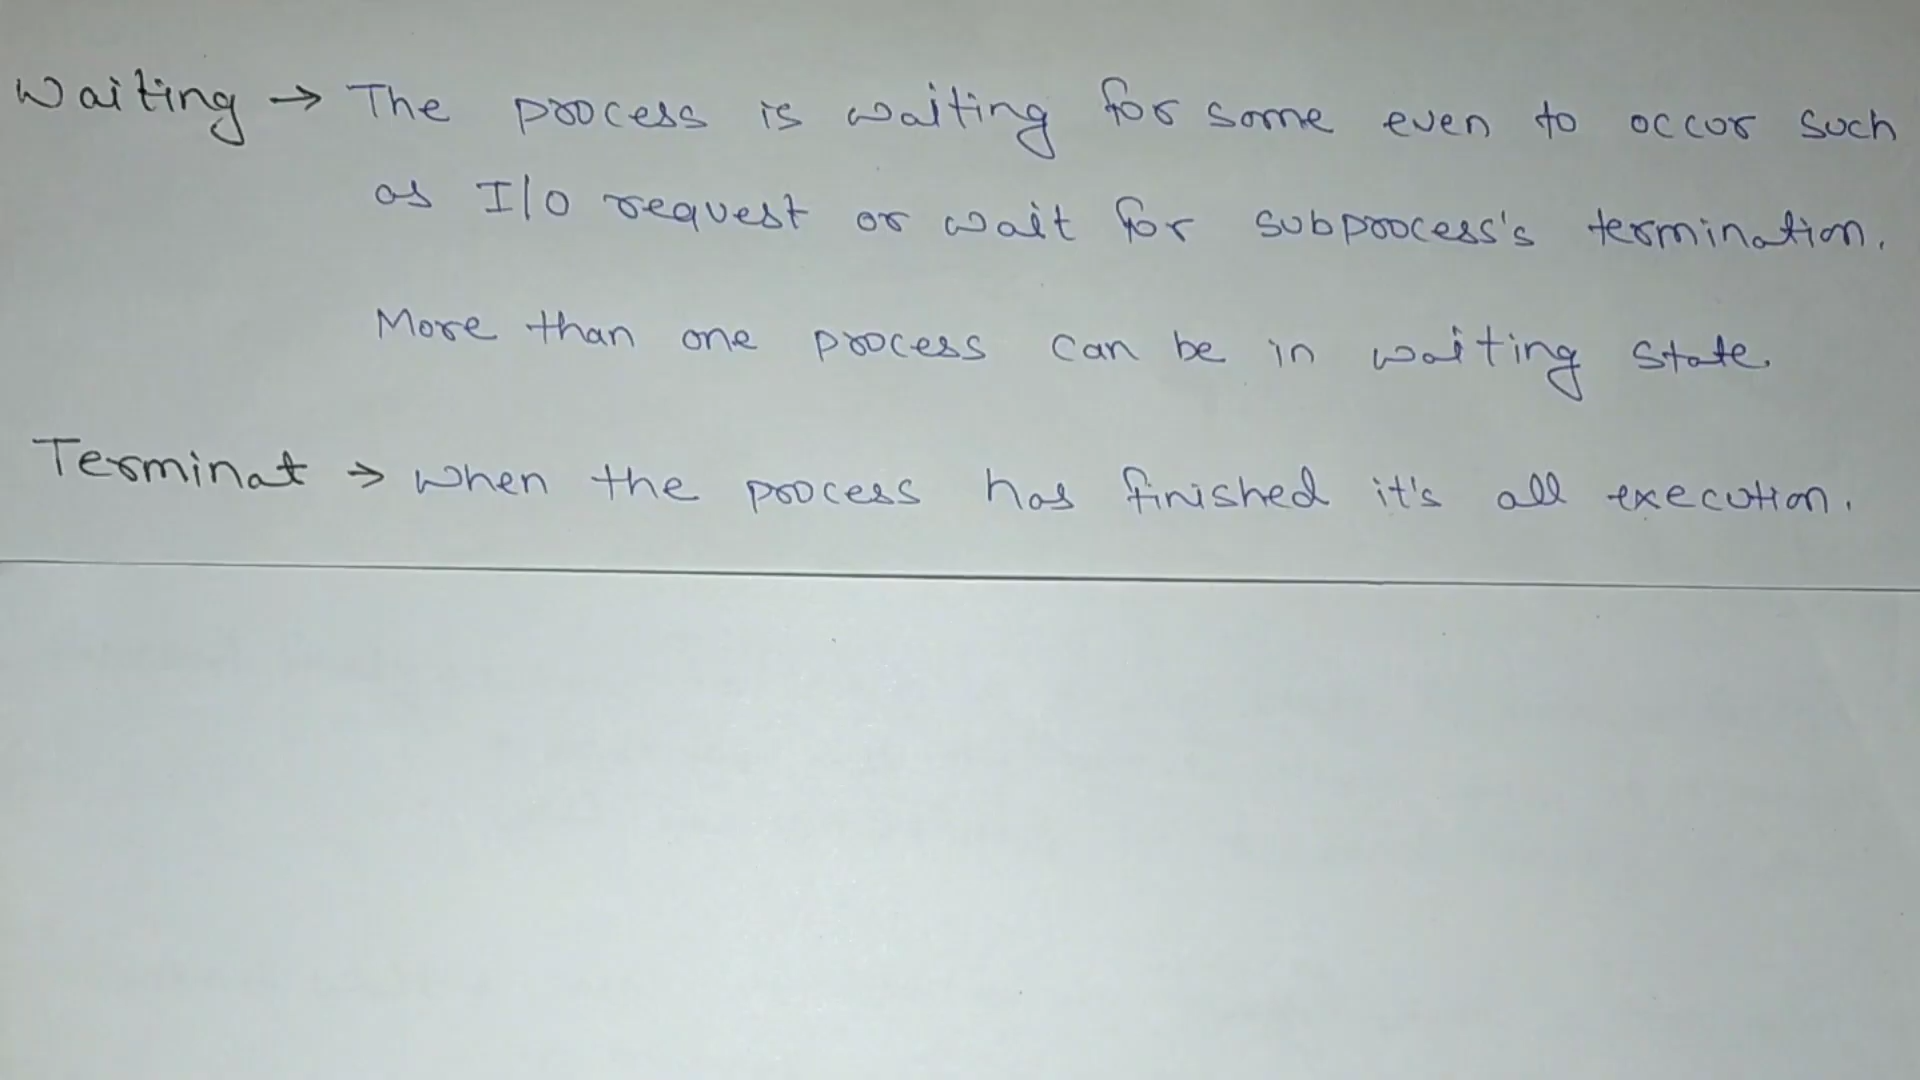 Waiting → The process is waiting for some even to occur such
as I/O request or wait for subprocess's termination.
More than one process can be in waiting state.
Terminat → When the process has finished it's all execution.